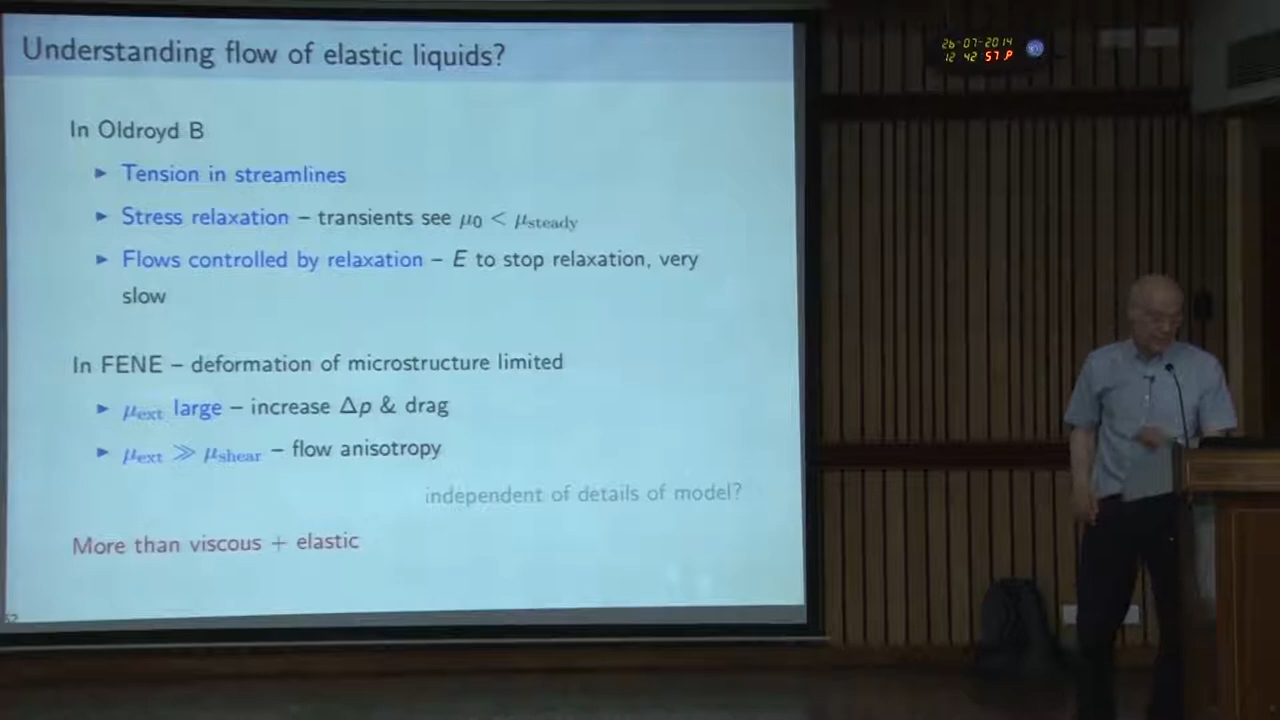 Understanding flow of elastic liquids?
26-07-2014
12 42 57 P
In Oldroyd B
► Tension in streamlines
► Stress relaxation – transients see μ₀ < μsteady
► Flows controlled by relaxation – E to stop relaxation, very
slow
In FENE – deformation of microstructure limited
► μext large – increase Δp & drag
► μext ≫ μshear – flow anisotropy
independent of details of model?
More than viscous + elastic